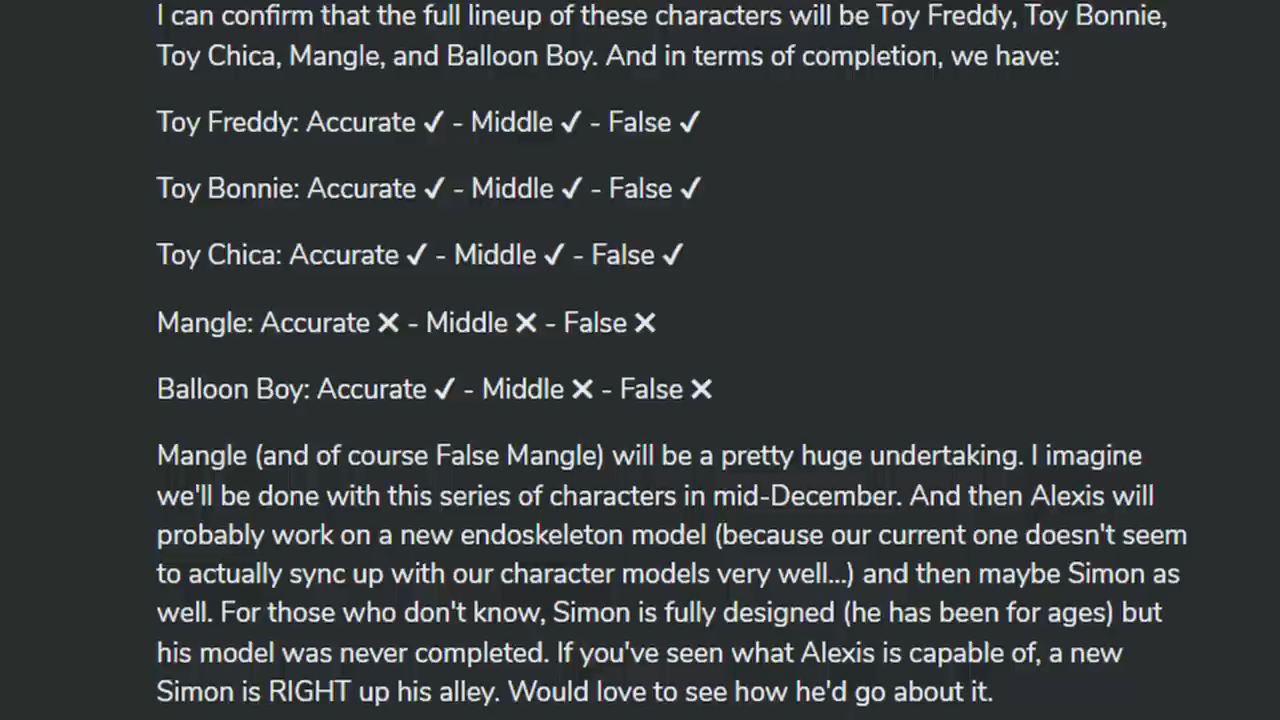 I can confirm that the full lineup of these characters will be Toy Freddy, Toy Bonnie,
Toy Chica, Mangle, and Balloon Boy. And in terms of completion, we have:
Toy Freddy: Accurate ✓ - Middle ✓ - False ✓
Toy Bonnie: Accurate ✓ - Middle ✓ - False ✓
Toy Chica: Accurate ✓ - Middle ✓ - False ✓
Mangle: Accurate ✕ - Middle ✕ - False ✕
Balloon Boy: Accurate ✓ - Middle ✕ - False ✕
Mangle (and of course False Mangle) will be a pretty huge undertaking. I imagine
we'll be done with this series of characters in mid-December. And then Alexis will
probably work on a new endoskeleton model (because our current one doesn't seem
to actually sync up with our character models very well...) and then maybe Simon as
well. For those who don't know, Simon is fully designed (he has been for ages) but
his model was never completed. If you've seen what Alexis is capable of, a new
Simon is RIGHT up his alley. Would love to see how he'd go about it.